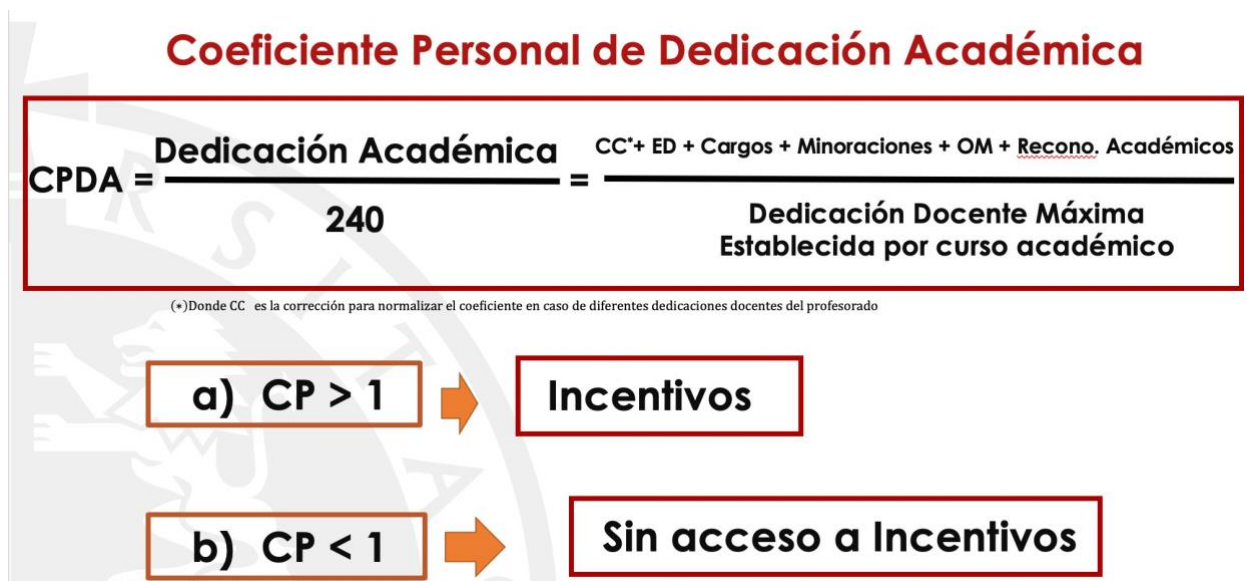 Coeficiente Personal de Dedicación Académica
CPDA = Dedicación Académica = CC*+ ED + Cargos + Minoraciones + OM + Recono. Académicos
240
Dedicación Docente Máxima
Establecida por curso académico
(*)Donde CC es la corrección para normalizar el coeficiente en caso de diferentes dedicaciones docentes del profesorado
a) CP > 1
Incentivos
b) CP < 1
Sin acceso a Incentivos